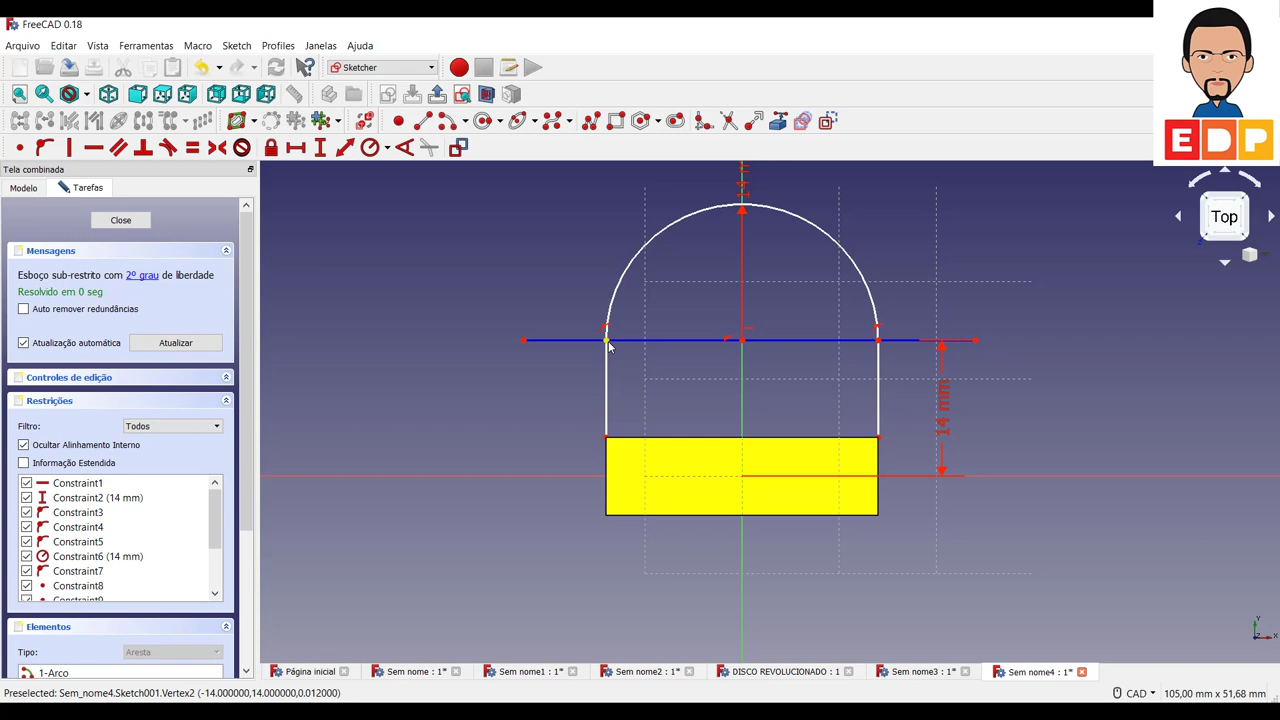 FreeCAD 0.18
Arquivo Editar Vista Ferramentas Macro Sketch Profiles Janelas Ajuda
Sketcher
EDP
Tela combinada
Modelo Tarefas
Close
Mensagens
Esboço sub-restrito com 2º grau de liberdade
Resolvido em 0 seg
Auto remover redundâncias
Atualização automática Atualizar
Controles de edição
Restrições
Filtro: Todos
Ocultar Alinhamento Interno
Informação Estendida
Constraint1
Constraint2 (14 mm)
Constraint3
Constraint4
Constraint5
Constraint6 (14 mm)
Constraint7
Constraint8
Constraint9
Elementos
Tipo: Aresta
1-Arco
14 mm
Top
Y
Z X
Página inicial Sem nome : 1* Sem nome1 : 1* Sem nome2 : 1* DISCO REVOLUCIONADO : 1 Sem nome3 : 1* Sem nome4 : 1*
Preselected: Sem_nome4.Sketch001.Vertex2 (-14.000000,14.000000,0.012000) CAD 105,00 mm x 51,68 mm